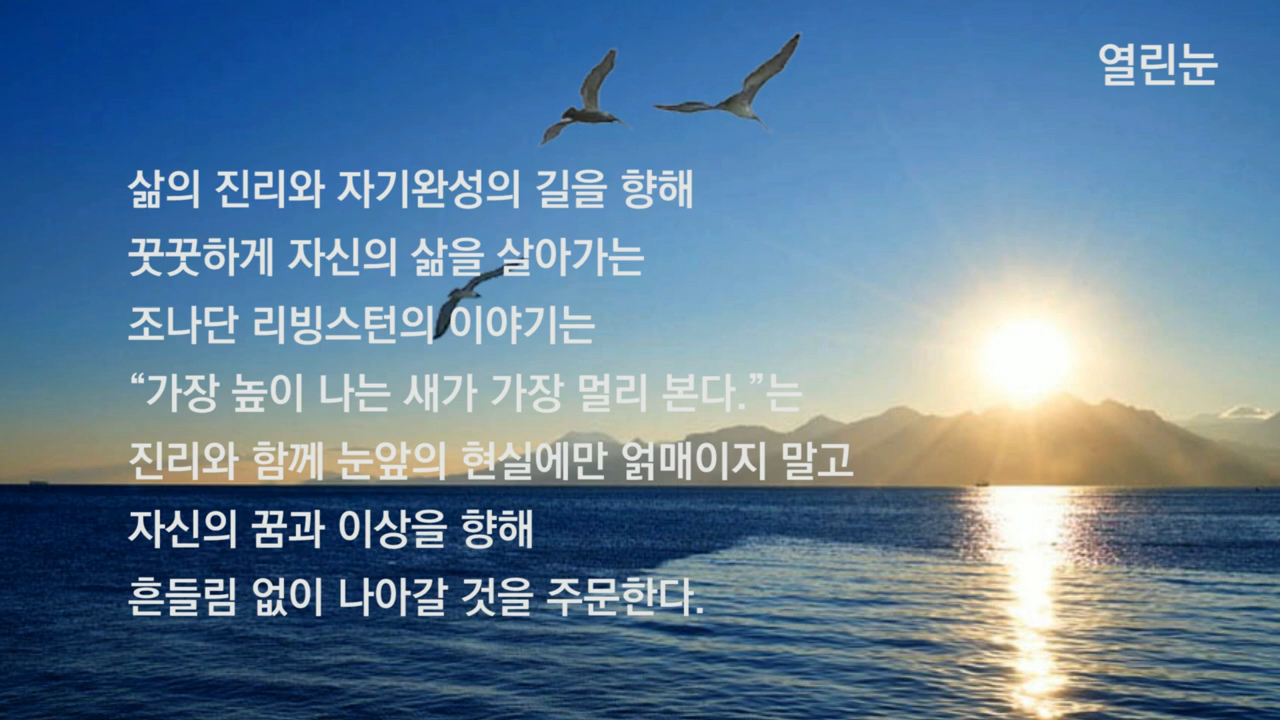 열린눈
삶의 진리와 자기완성의 길을 향해
꿋꿋하게 자신의 삶을 살아가는
조나단 리빙스턴의 이야기는
“가장 높이 나는 새가 가장 멀리 본다.”는
진리와 함께 눈앞의 현실에만 얽매이지 말고
자신의 꿈과 이상을 향해
흔들림 없이 나아갈 것을 주문한다.